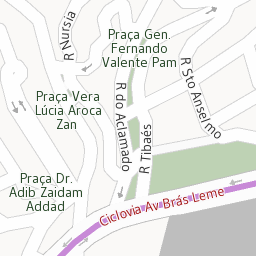 R Nursia
Praça Gen.
Fernando
Valente Pam
R Sto Anselmo
Praça Vera
Lúcia Aroca
Zan
R do Aclamado
R Tibaés
Praça Dr.
Adib Zaidam
Addad
Ciclovia Av Brás Leme